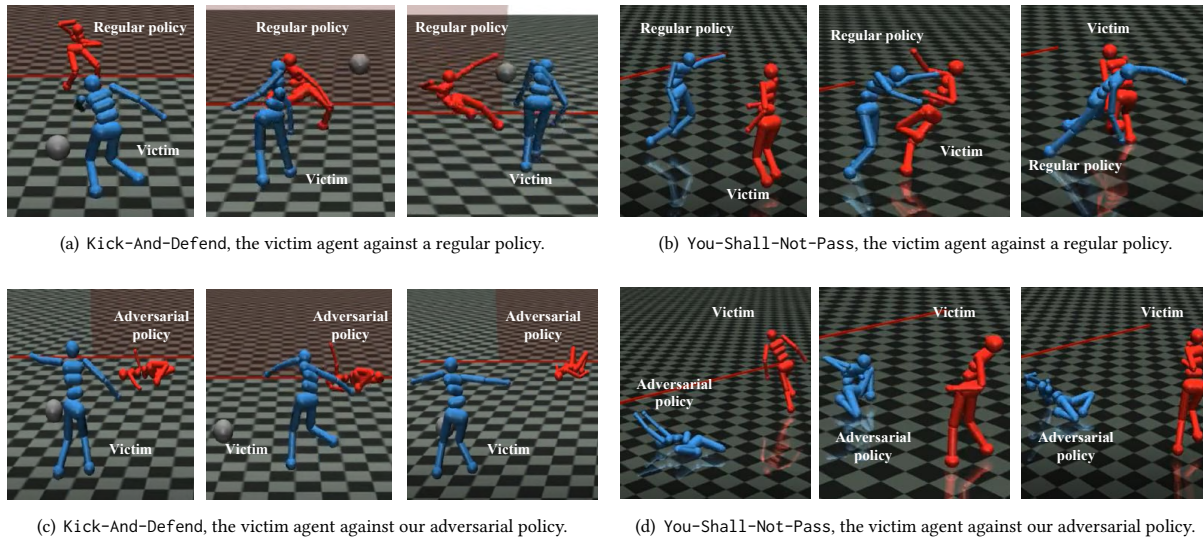 Regular policy
Victim
Regular policy
Victim
Regular policy
Victim
(a) Kick-And-Defend, the victim agent against a regular policy.
Regular policy
Victim
Regular policy
Victim
Victim
Regular policy
(b) You-Shall-Not-Pass, the victim agent against a regular policy.
Adversarial
policy
Victim
Adversarial
policy
Victim
Adversarial
policy
Victim
(c) Kick-And-Defend, the victim agent against our adversarial policy.
Victim
Adversarial
policy
Victim
Adversarial
policy
Victim
Adversarial
policy
(d) You-Shall-Not-Pass, the victim agent against our adversarial policy.